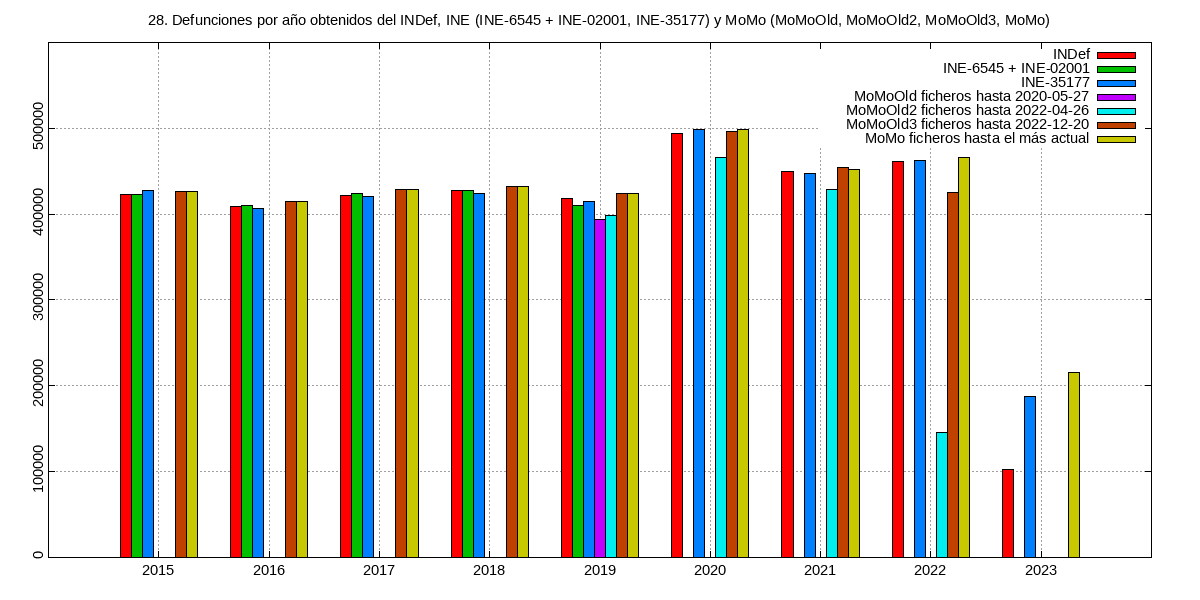 28. Defunciones por año obtenidos del INDef, INE (INE-6545 + INE-02001, INE-35177) y MoMo (MoMoOld, MoMoOld2, MoMoOld3, MoMo)
INDef
INE-6545 + INE-02001
INE-35177
MoMoOld ficheros hasta 2020-05-27
MoMoOld2 ficheros hasta 2022-04-26
MoMoOld3 ficheros hasta 2022-12-20
MoMo ficheros hasta el más actual
500000
400000
300000
200000
100000
0
2015 2016 2017 2018 2019 2020 2021 2022 2023